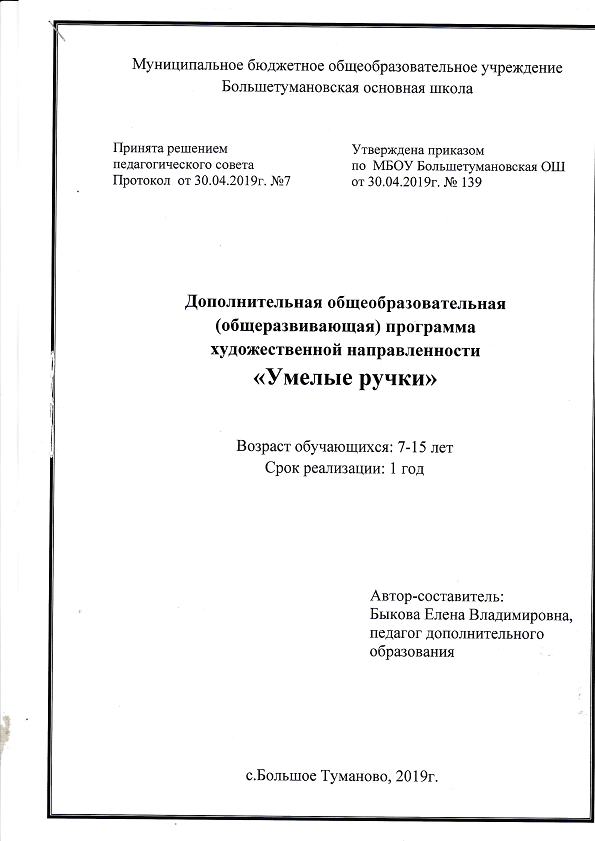 Муниципальное бюджетное общеобразовательное учреждение
Большетумановская основная школа
Принята решением
педагогического совета
Протокол от 30.04.2019г. №7
Утверждена приказом
по МБОУ Большетумановская ОШ
от 30.04.2019г. № 139
Дополнительная общеобразовательная
(общеразвивающая) программа
художественной направленности
«Умелые ручки»
Возраст обучающихся: 7-15 лет
Срок реализации: 1 год
Автор-составитель:
Быкова Елена Владимировна,
педагог дополнительного
образования
с.Большое Туманово, 2019г.